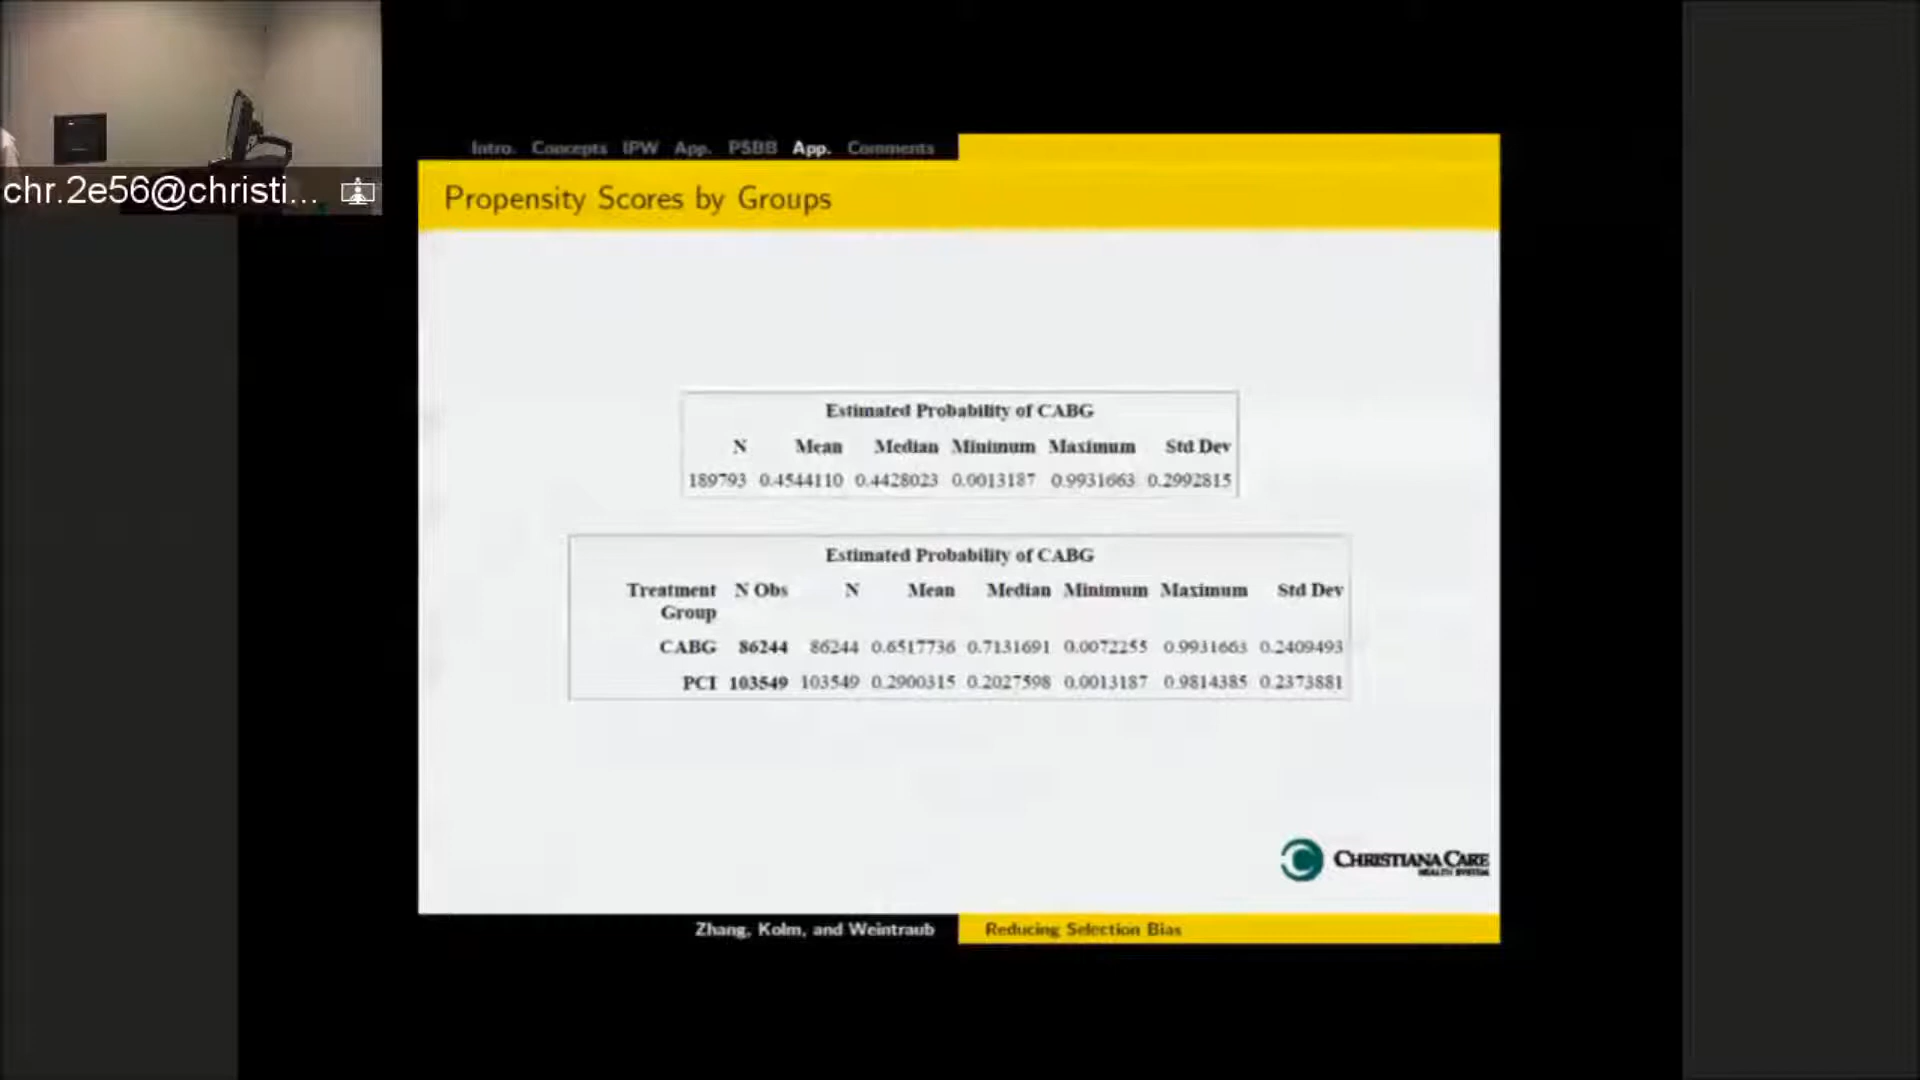 chr.2e56@christi...
Intro. Concepts IPW App. PSBB App. Comments
Propensity Scores by Groups
Estimated Probability of CABG
N Mean Median Minimum Maximum Std Dev
189793 0.4544110 0.4428023 0.0013187 0.9931663 0.2992815
Estimated Probability of CABG
Treatment Group N Obs N Mean Median Minimum Maximum Std Dev
CABG 86244 86244 0.6517736 0.7131691 0.0072255 0.9931663 0.2409493
PCI 103549 103549 0.2900315 0.2027598 0.0013187 0.9814385 0.2373881
CHRISTIANA CARE
HEALTH SYSTEM
Zhang, Kolm, and Weintraub Reducing Selection Bias